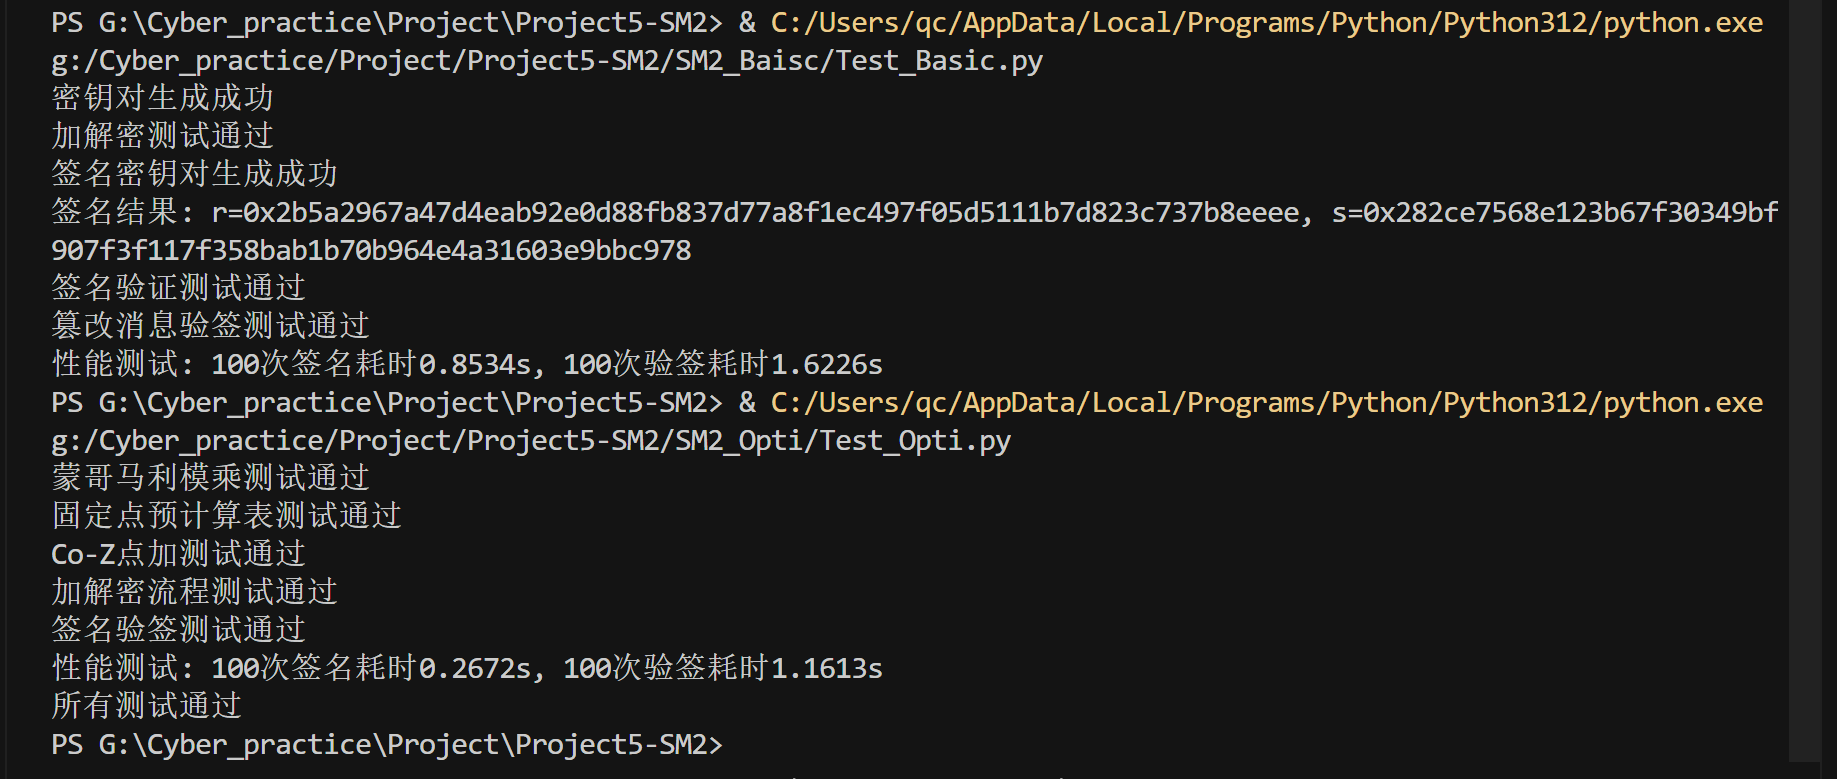 PS G:\Cyber_practice\Project\Project5-SM2> & C:/Users/qc/AppData/Local/Programs/Python/Python312/python.exe
g:/Cyber_practice/Project/Project5-SM2/SM2_Baisc/Test_Basic.py
密钥对生成成功
加解密测试通过
签名密钥对生成成功
签名结果: r=0x2b5a2967a47d4eab92e0d88fb837d77a8f1ec497f05d5111b7d823c737b8eeee, s=0x282ce7568e123b67f30349bf
907f3f117f358bab1b70b964e4a31603e9bbc978
签名验证测试通过
篡改消息验签测试通过
性能测试: 100次签名耗时0.8534s, 100次验签耗时1.6226s
PS G:\Cyber_practice\Project\Project5-SM2> & C:/Users/qc/AppData/Local/Programs/Python/Python312/python.exe
g:/Cyber_practice/Project/Project5-SM2/SM2_Opti/Test_Opti.py
蒙哥马利模乘测试通过
固定点预计算表测试通过
Co-Z点加测试通过
加解密流程测试通过
签名验签测试通过
性能测试: 100次签名耗时0.2672s, 100次验签耗时1.1613s
所有测试通过
PS G:\Cyber_practice\Project\Project5-SM2>